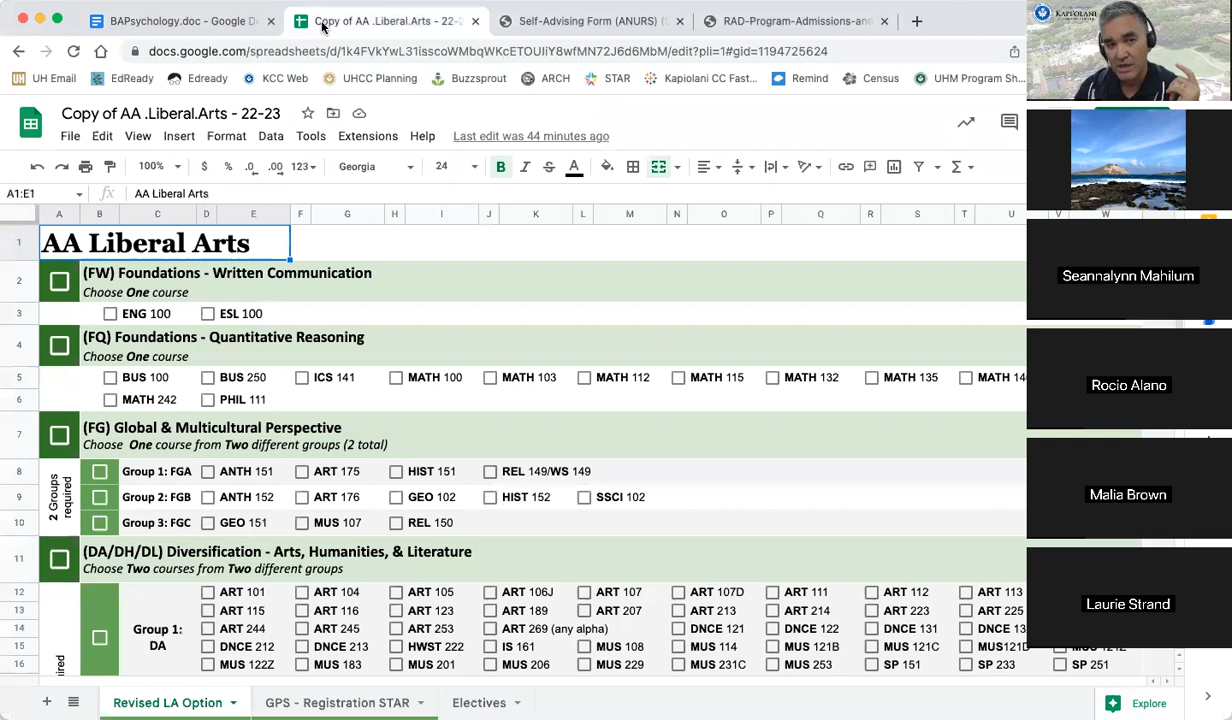 BAPsychology.doc - Google D
Copy of AA .Liberal.Arts - 22-2
Self-Advising Form (ANURS) (S
RAD-Program-Admissions-and
docs.google.com/spreadsheets/d/1k4FVkYwL31isscoWMbqWKcETOUIiY8wfMN72J6d6MbM/edit?pli=1#gid=1194725624
UH Email
EdReady
Edready
KCC Web
UHCC Planning
Buzzsprout
ARCH
STAR
Kapiolani CC Fast...
Remind
Census
UHM Program Sh...
Copy of AA .Liberal.Arts - 22-23
File Edit View Insert Format Data Tools Extensions Help Last edit was 44 minutes ago
100% $ % .0 .00 123 Georgia 24 B I S A
A1:E1 fx AA Liberal Arts
A B C D E F G H I J K L M N O P Q R S T U V W
1 AA Liberal Arts
2 (FW) Foundations - Written Communication
Choose One course
3 ENG 100 ESL 100
4 (FQ) Foundations - Quantitative Reasoning
Choose One course
5 BUS 100 BUS 250 ICS 141 MATH 100 MATH 103 MATH 112 MATH 115 MATH 132 MATH 135 MATH 14
6 MATH 242 PHIL 111
7 (FG) Global & Multicultural Perspective
Choose One course from Two different groups (2 total)
2 Groups
required
8 Group 1: FGA ANTH 151 ART 175 HIST 151 REL 149/WS 149
9 Group 2: FGB ANTH 152 ART 176 GEO 102 HIST 152 SSCI 102
10 Group 3: FGC GEO 151 MUS 107 REL 150
11 (DA/DH/DL) Diversification - Arts, Humanities, & Literature
Choose Two courses from Two different groups
12 ART 101 ART 104 ART 105 ART 106J ART 107 ART 107D ART 111 ART 112 ART 113
13 ART 115 ART 116 ART 123 ART 189 ART 207 ART 213 ART 214 ART 223 ART 225
Group 1:
DA
14 ART 244 ART 245 ART 253 ART 269 (any alpha) DNCE 121 DNCE 122 DNCE 131 DNCE 13
15 DNCE 212 DNCE 213 HWST 222 IS 161 MUS 108 MUS 114 MUS 121B MUS 121C MUS121D MUS 121Z
16 MUS 122Z MUS 183 MUS 201 MUS 206 MUS 229 MUS 231C MUS 253 SP 151 SP 233 SP 251
Revised LA Option
GPS - Registration STAR
Electives
Explore
KAPI'OLANI
Seannalynn Mahilum
Rocio Alano
Malia Brown
Laurie Strand